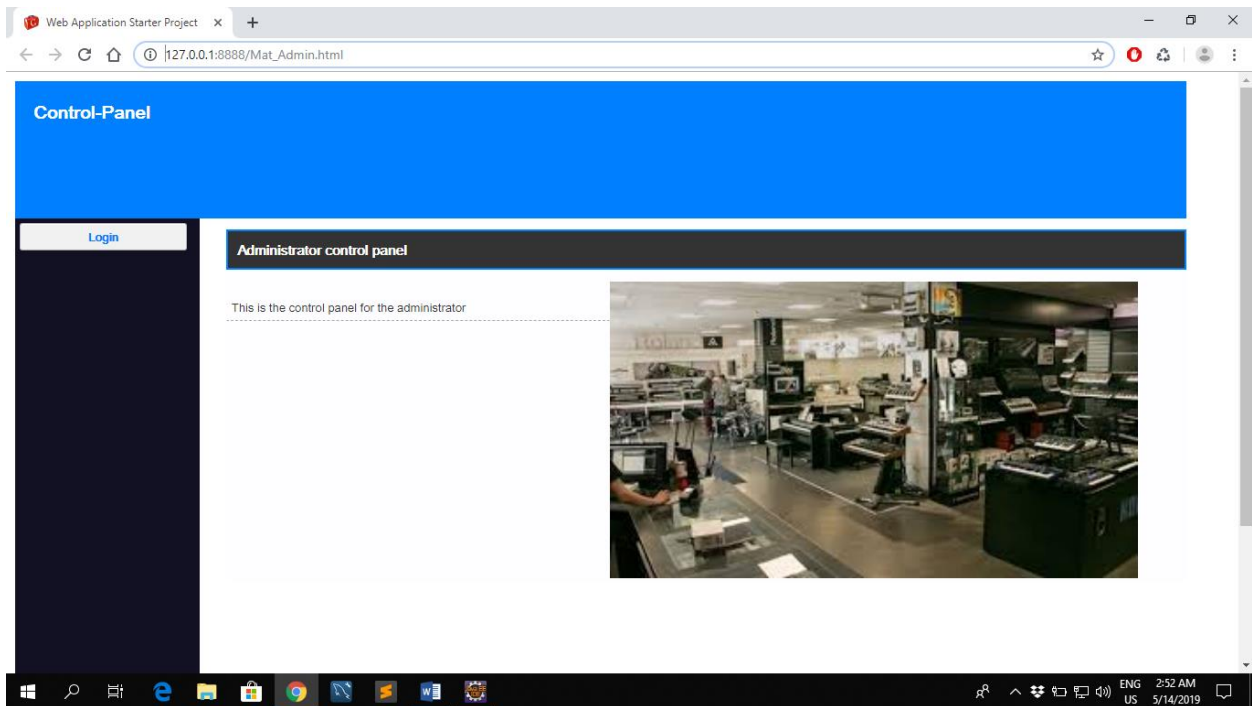 Web Application Starter Project
127.0.0.1:8888/Mat_Admin.html
Control-Panel
Login
Administrator control panel
This is the control panel for the administrator
Roland
ENG
2:52 AM
US
5/14/2019